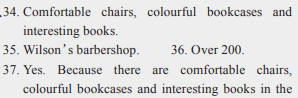 34. Comfortable chairs, colourful bookcases and
interesting books.
35. Wilson's barbershop. 36. Over 200.
37. Yes. Because there are comfortable chairs,
colourful bookcases and interesting books in the